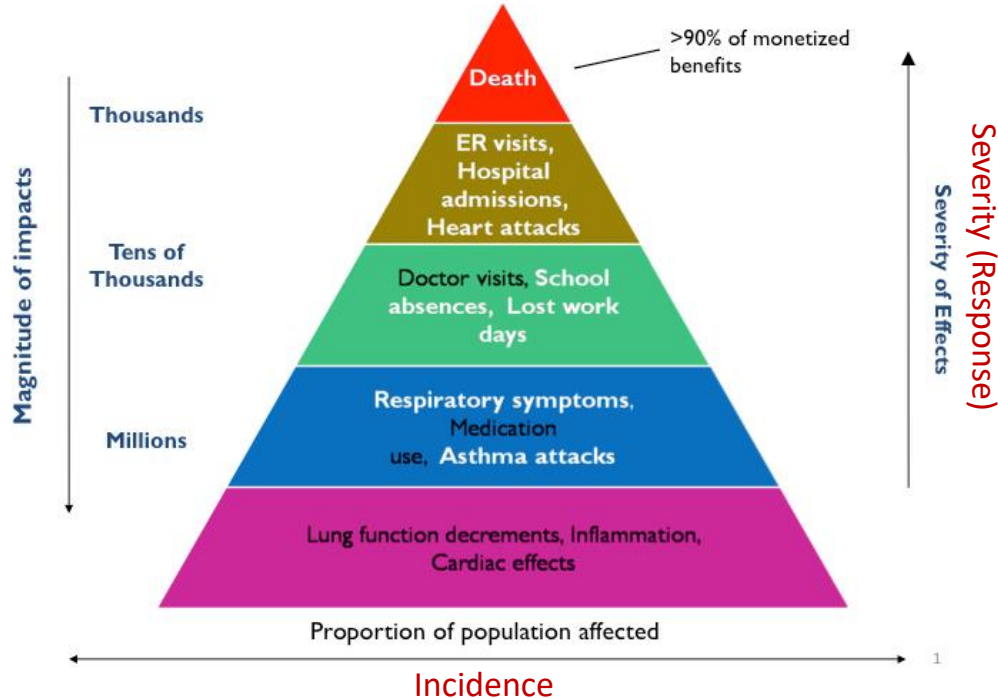 >90% of monetized
benefits
Death
Thousands
ER visits,
Hospital
admissions,
Heart attacks
Tens of
Thousands
Doctor visits, School
absences, Lost work
days
Respiratory symptoms,
Medication
use, Asthma attacks
Millions
Lung function decrements, Inflammation,
Cardiac effects
Magnitude of impacts
Severity of Effects
Severity (Response)
Proportion of population affected
1
Incidence